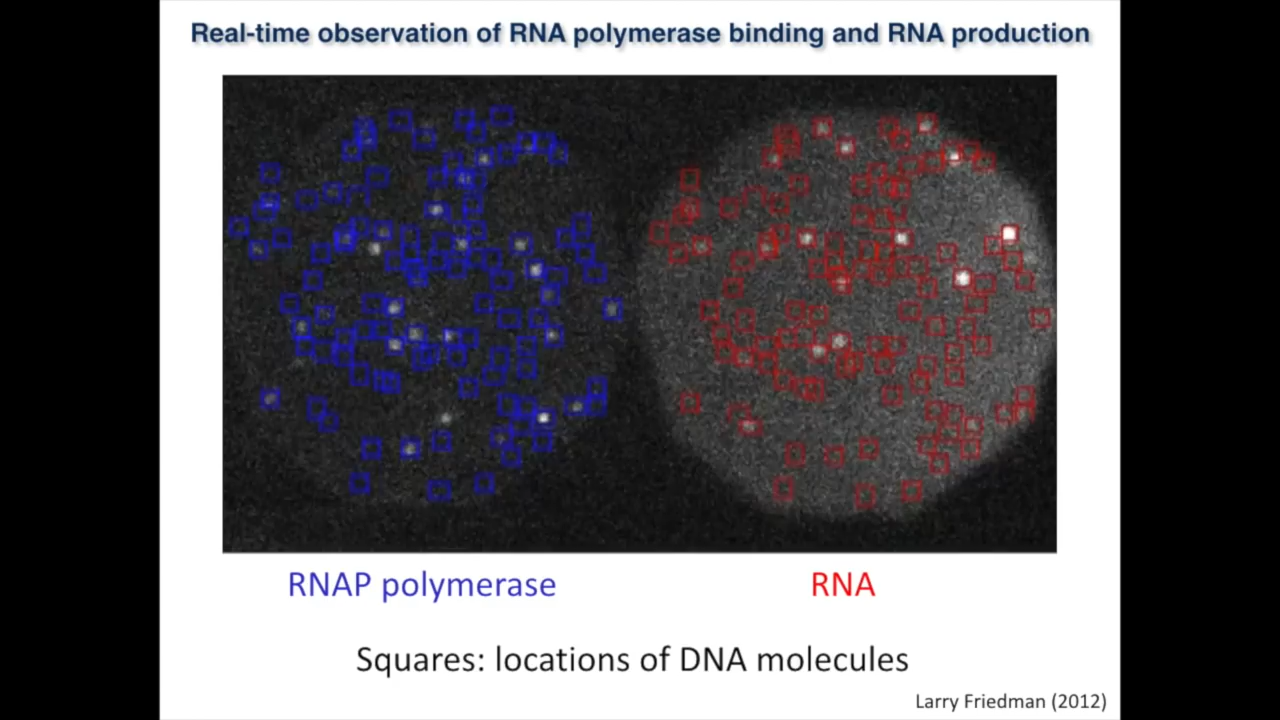 Real-time observation of RNA polymerase binding and RNA production
RNAP polymerase
RNA
Squares: locations of DNA molecules
Larry Friedman (2012)